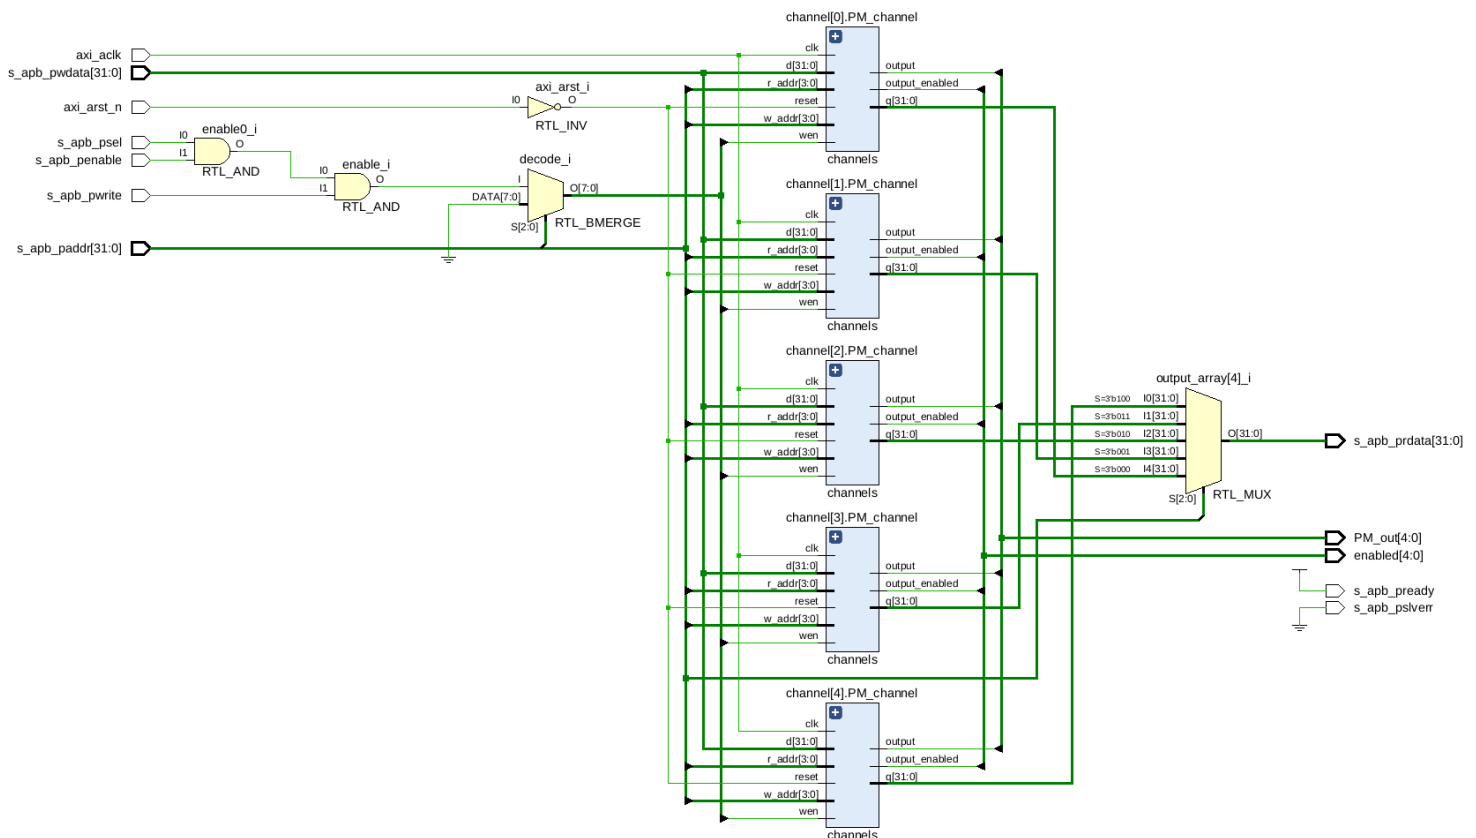 channel[0].PM_channel
axi_aclk
clk
s_apb_pwdata[31:0]
d[31:0]
output
r_addr[3:0]
output_enabled
axi_arst_i
axi_arst_n
I0
O
reset
q[31:0]
RTL_INV
w_addr[3:0]
enable0_i
s_apb_psel
I0
O
wen
s_apb_penable
I1
RTL_AND
channels
enable_i
decode_i
I0
O
I
O[7:0]
channel[1].PM_channel
s_apb_pwrite
I1
DATA[7:0]
RTL_AND
S[2:0]
RTL_BMERGE
clk
s_apb_paddr[31:0]
d[31:0]
output
r_addr[3:0]
output_enabled
reset
q[31:0]
w_addr[3:0]
wen
channels
channel[2].PM_channel
clk
d[31:0]
output
r_addr[3:0]
output_enabled
reset
q[31:0]
w_addr[3:0]
wen
channels
output_array[4]_i
S=3'b100 I0[31:0]
S=3'b011 I1[31:0]
S=3'b010 I2[31:0]
O[31:0]
s_apb_prdata[31:0]
S=3'b001 I3[31:0]
S=3'b000 I4[31:0]
S[2:0]
RTL_MUX
channel[3].PM_channel
clk
d[31:0]
output
r_addr[3:0]
output_enabled
reset
q[31:0]
w_addr[3:0]
wen
channels
PM_out[4:0]
enabled[4:0]
s_apb_pready
s_apb_pslverr
channel[4].PM_channel
clk
d[31:0]
output
r_addr[3:0]
output_enabled
reset
q[31:0]
w_addr[3:0]
wen
channels